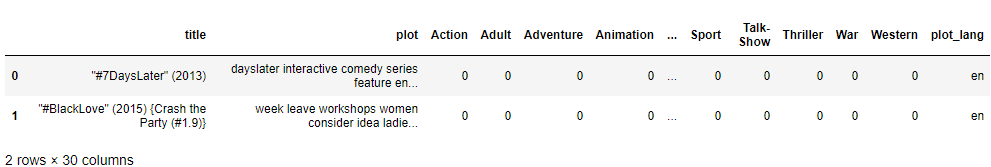 title plot Action Adult Adventure Animation ... Sport Talk-Show Thriller War Western plot_lang
0 "#7DaysLater" (2013) dayslater interactive comedy series feature en... 0 0 0 0 ... 0 0 0 0 0 en
1 "#BlackLove" (2015) {Crash the Party (#1.9)} week leave workshops women consider idea ladie... 0 0 0 0 ... 0 0 0 0 0 en
2 rows × 30 columns